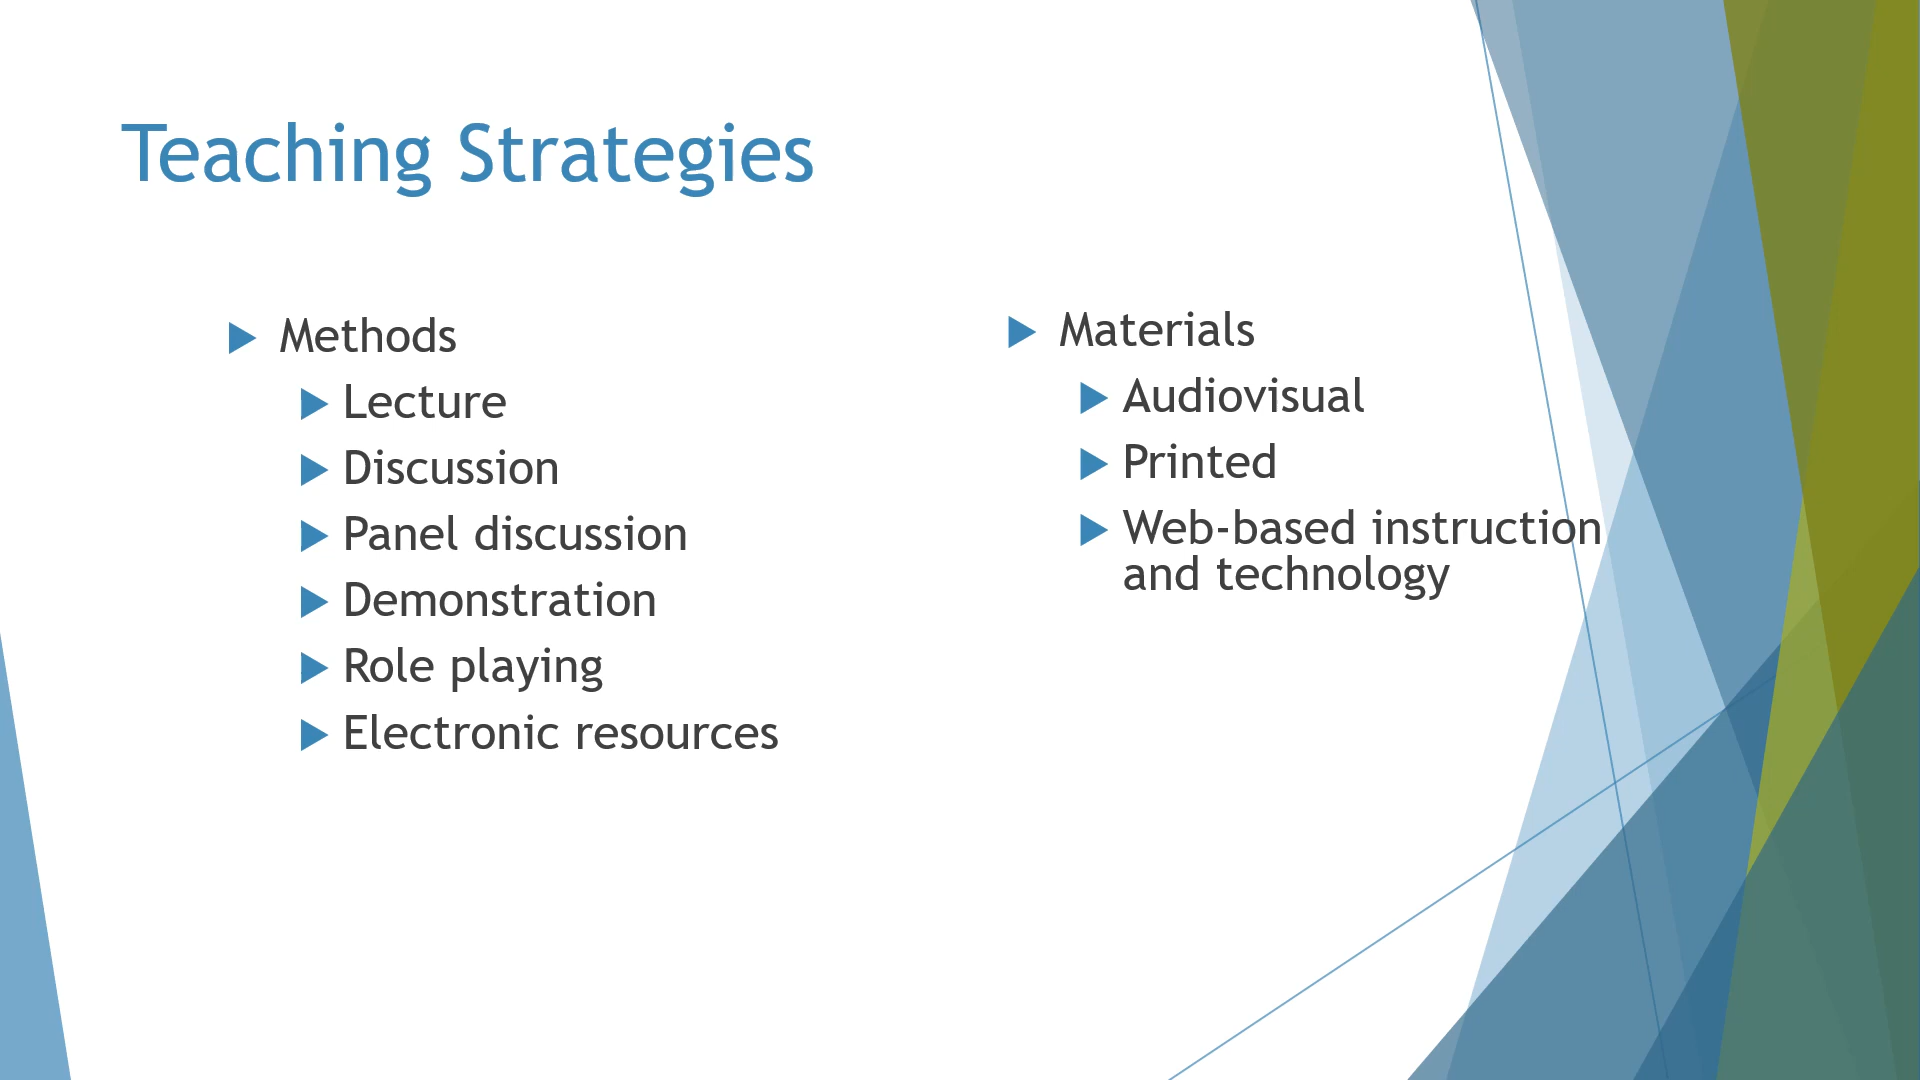 Teaching Strategies
Methods
Lecture
Discussion
Panel discussion
Demonstration
Role playing
Electronic resources
Materials
Audiovisual
Printed
Web-based instruction
and technology